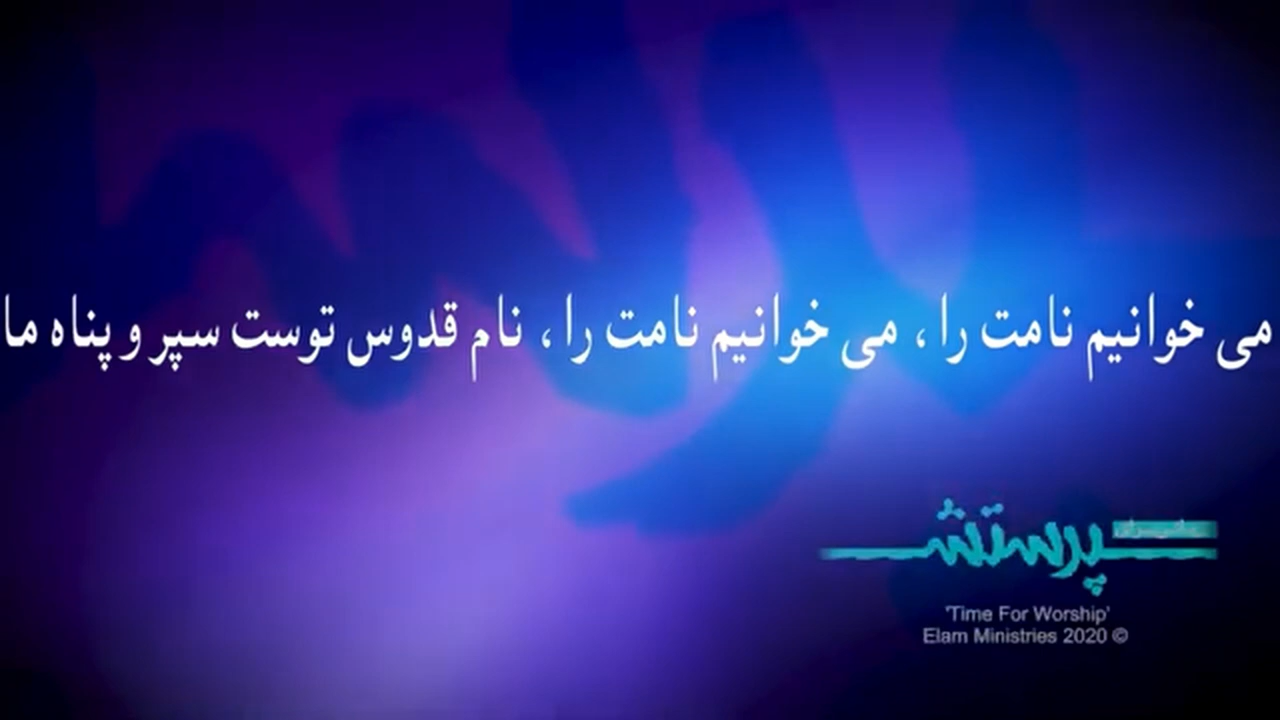 می خوانیم نامت را ، می خوانیم نامت را ، نام قدوس توست سپر و پناه ما
پرستش
'Time For Worship'
Elam Ministries 2020 ©